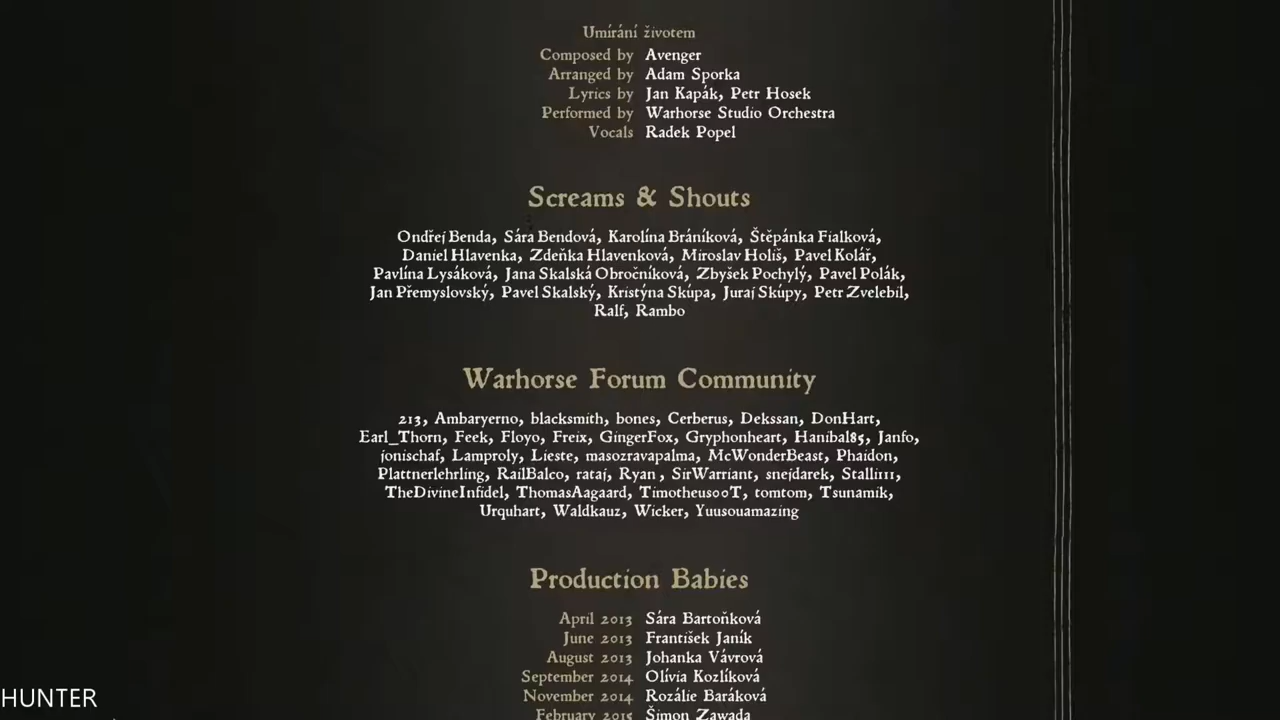 Umírání životem
Composed by Avenger
Arranged by Adam Sporka
Lyrics by Jan Kapák, Petr Hosek
Performed by Warhorse Studio Orchestra
Vocals Radek Popel
Screams & Shouts
Ondřej Benda, Sára Bendová, Karolína Bráníková, Štěpánka Fialková,
Daniel Hlavenka, Zdeňka Hlavenková, Miroslav Holiš, Pavel Kolář,
Pavlína Lysáková, Jana Skalská Obročníková, Zbyšek Pochylý, Pavel Polák,
Jan Přemyslovský, Pavel Skalský, Kristýna Skúpa, Juraj Skúpy, Petr Zvelebil,
Ralf, Rambo
Warhorse Forum Community
213, Ambaryerno, blacksmith, bones, Cerberus, Dekssan, DonHart,
Earl_Thorn, Feek, Floyo, Freix, GingerFox, Gryphonheart, Hanibal85, Janfo,
jonischaf, Lamproly, Lieste, masozravapalma, McWonderBeast, Phaidon,
Plattnerlehrling, RailBalco, rataj, Ryan , SirWarriant, snejdarek, Stalli111,
TheDivineInfidel, ThomasAagaard, Timotheus00T, tomtom, Tsunamik,
Urquhart, Waldkauz, Wicker, Yuusouamazing
Production Babies
April 2013 Sára Bartoňková
June 2013 František Janík
August 2013 Johanka Vávrová
September 2014 Olívia Kozlíková
November 2014 Rozálie Baráková
February 2015 Šimon Zawada
HUNTER